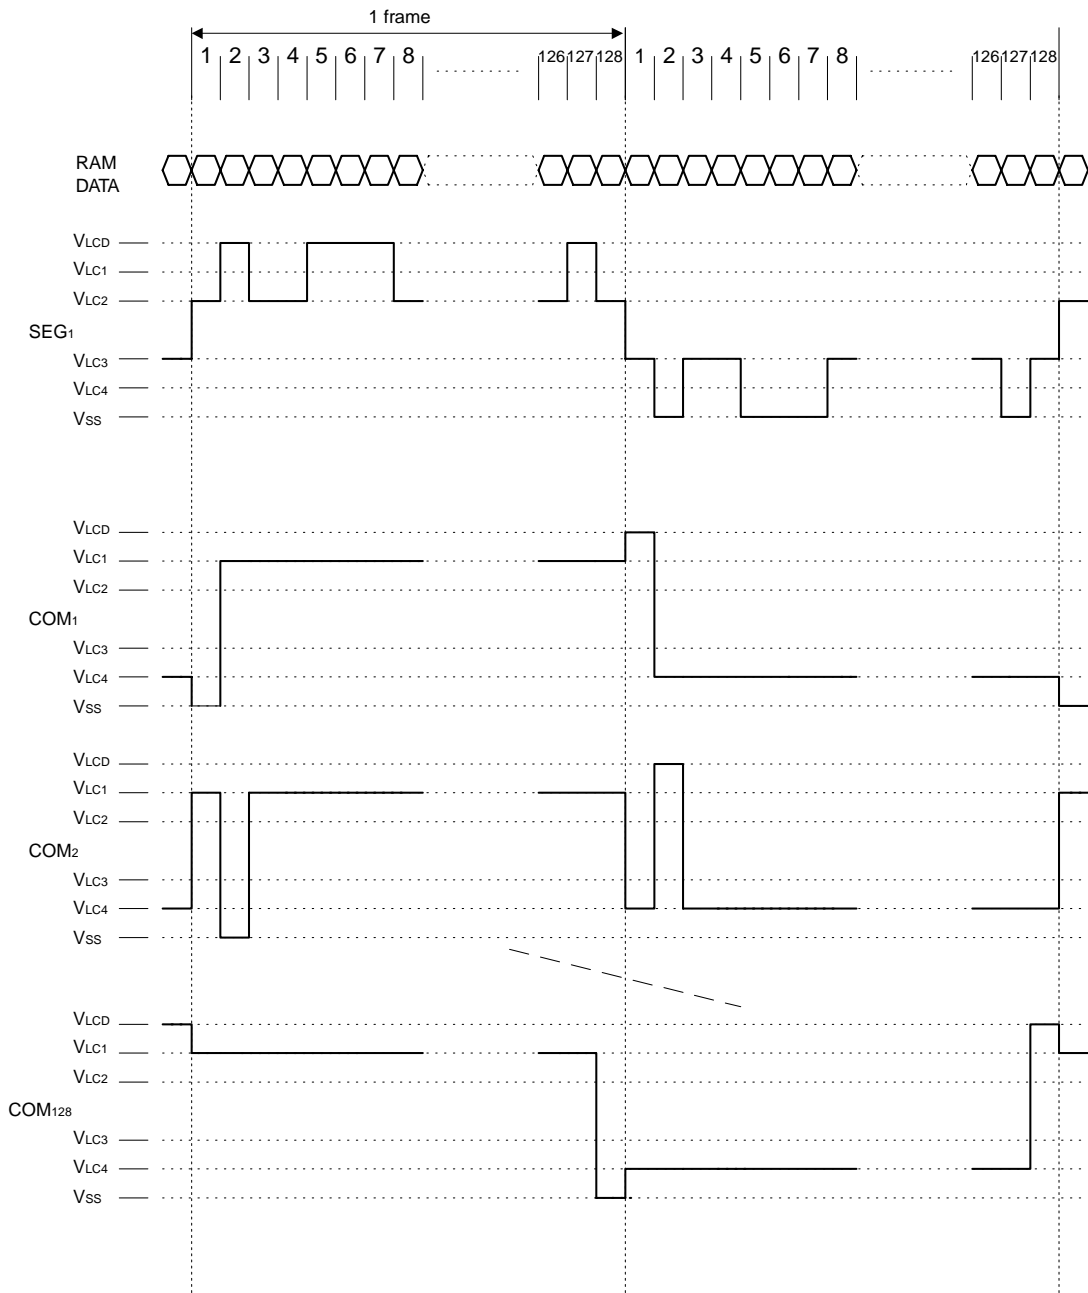 1 frame
1 2 3 4 5 6 7 8 126 127 128 1 2 3 4 5 6 7 8 126 127 128
RAM
DATA
VLCD
VLC1
VLC2
SEG1
VLC3
VLC4
VSS
VLCD
VLC1
VLC2
COM1
VLC3
VLC4
VSS
VLCD
VLC1
VLC2
COM2
VLC3
VLC4
VSS
VLCD
VLC1
VLC2
COM128
VLC3
VLC4
VSS